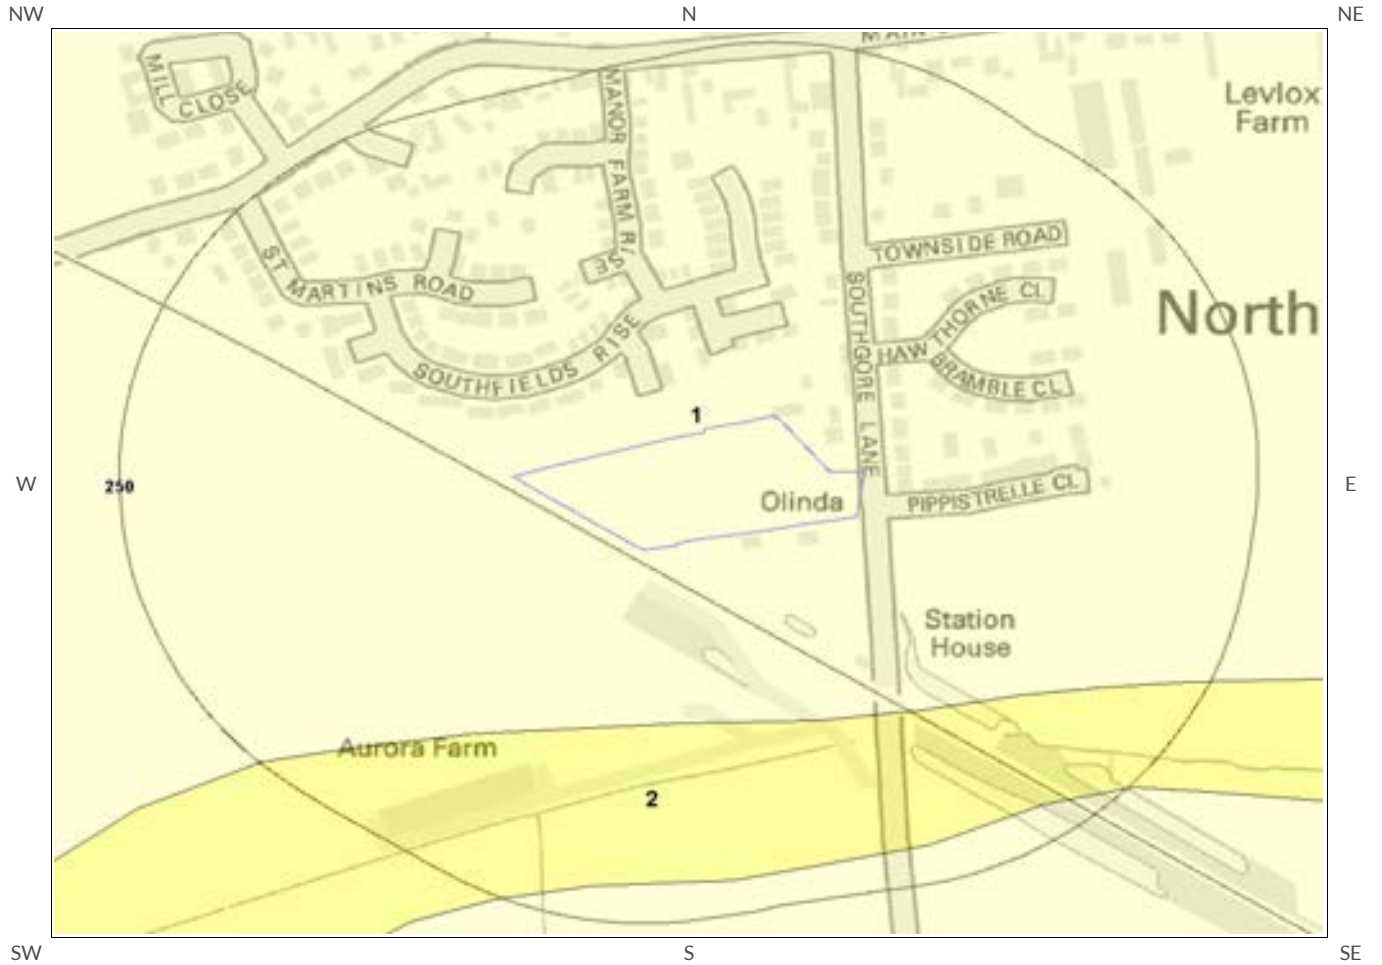 NW
N
NE
MAIN
MILL
CLOSE
Levlox
Farm
MANOR FARM RISE
ST MARTINS ROAD
TOWNSIDE ROAD
HAWTHORNE CL
North
SOUTHGORE LANE
BRAMBLE CL
SOUTHFIELDS RISE
1
W
250
Olinda
PIPPISTRELLE CL
E
Station
House
Aurora Farm
2
SW
S
SE